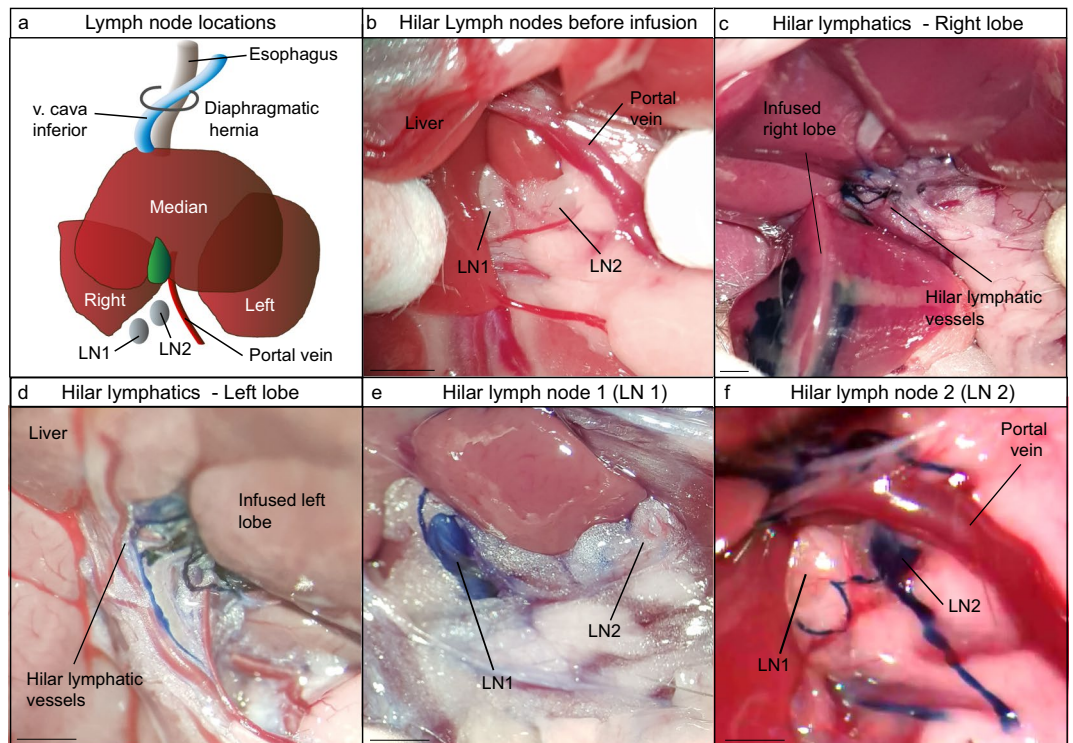 a
Lymph node locations
Esophagus
v. cava
inferior
Diaphragmatic
hernia
Median
Right
Left
LN1
LN2
Portal vein
b
Hilar Lymph nodes before infusion
Liver
Portal
vein
LN1
LN2
c
Hilar lymphatics - Right lobe
Infused
right lobe
Hilar lymphatic
vessels
d
Hilar lymphatics - Left lobe
Liver
Infused left
lobe
Hilar lymphatic
vessels
e
Hilar lymph node 1 (LN 1)
LN2
LN1
f
Hilar lymph node 2 (LN 2)
Portal
vein
LN2
LN1